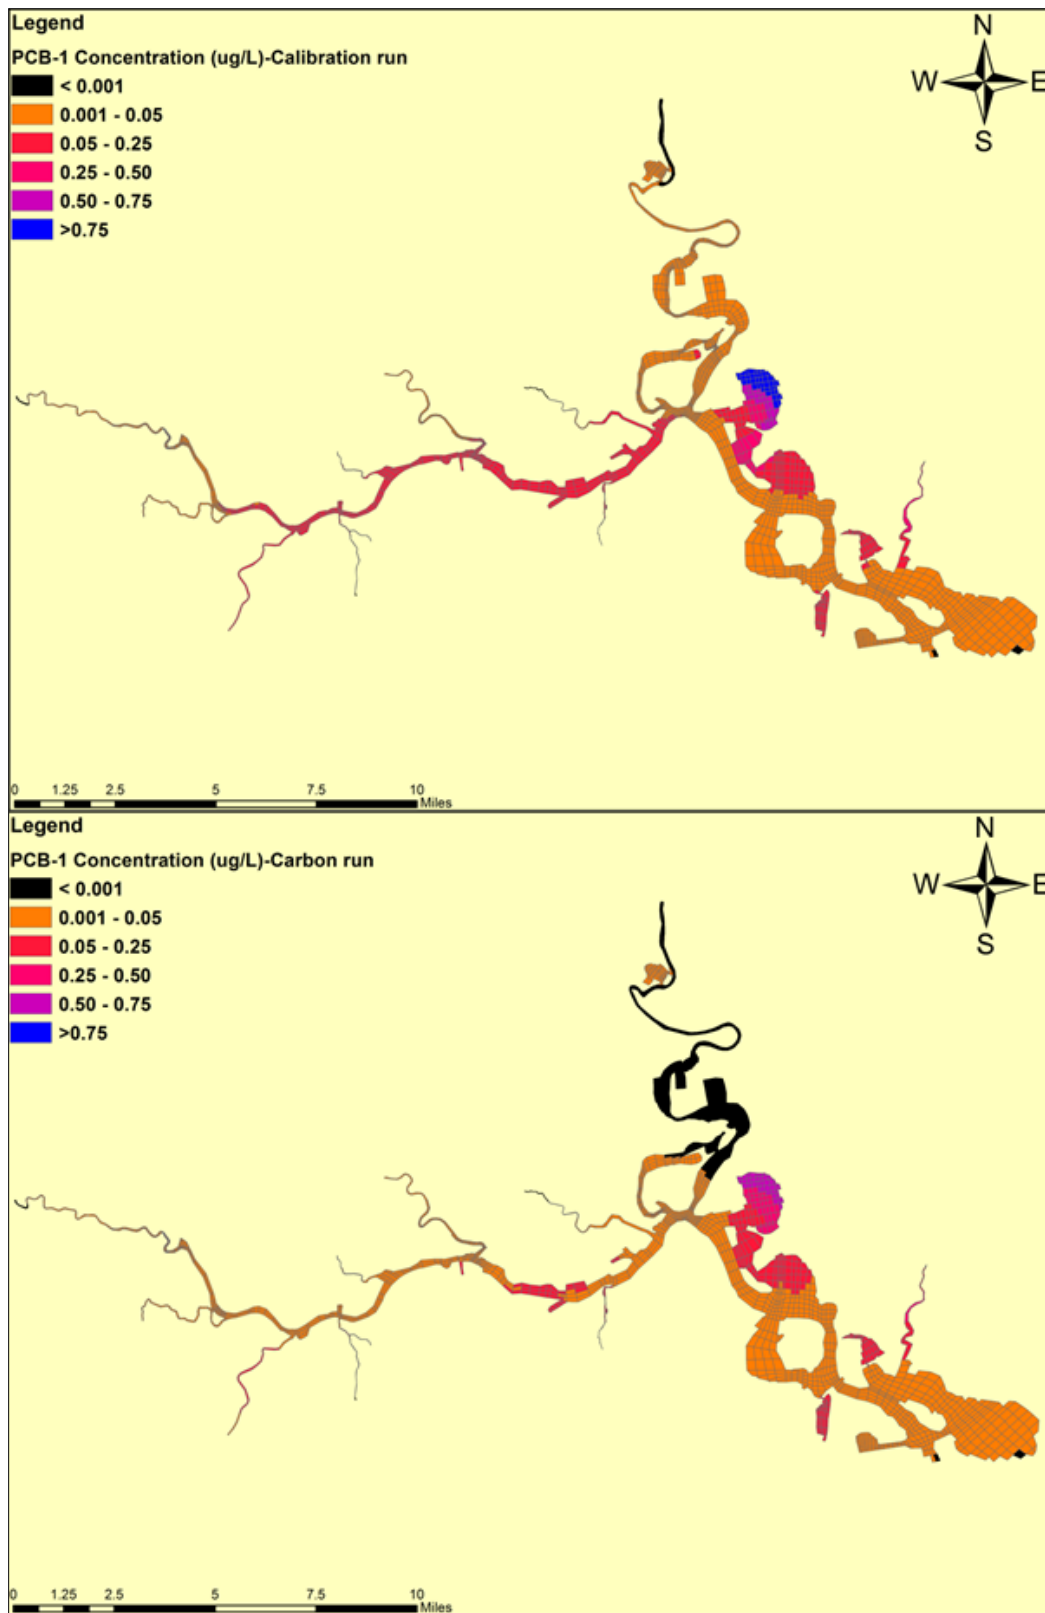 Legend
PCB-1 Concentration (ug/L)-Calibration run
< 0.001
0.001 - 0.05
0.05 - 0.25
0.25 - 0.50
0.50 - 0.75
>0.75
N
W E
S
0 1.25 2.5 5 7.5 10
Miles
Legend
PCB-1 Concentration (ug/L)-Carbon run
< 0.001
0.001 - 0.05
0.05 - 0.25
0.25 - 0.50
0.50 - 0.75
>0.75
N
W E
S
0 1.25 2.5 5 7.5 10
Miles